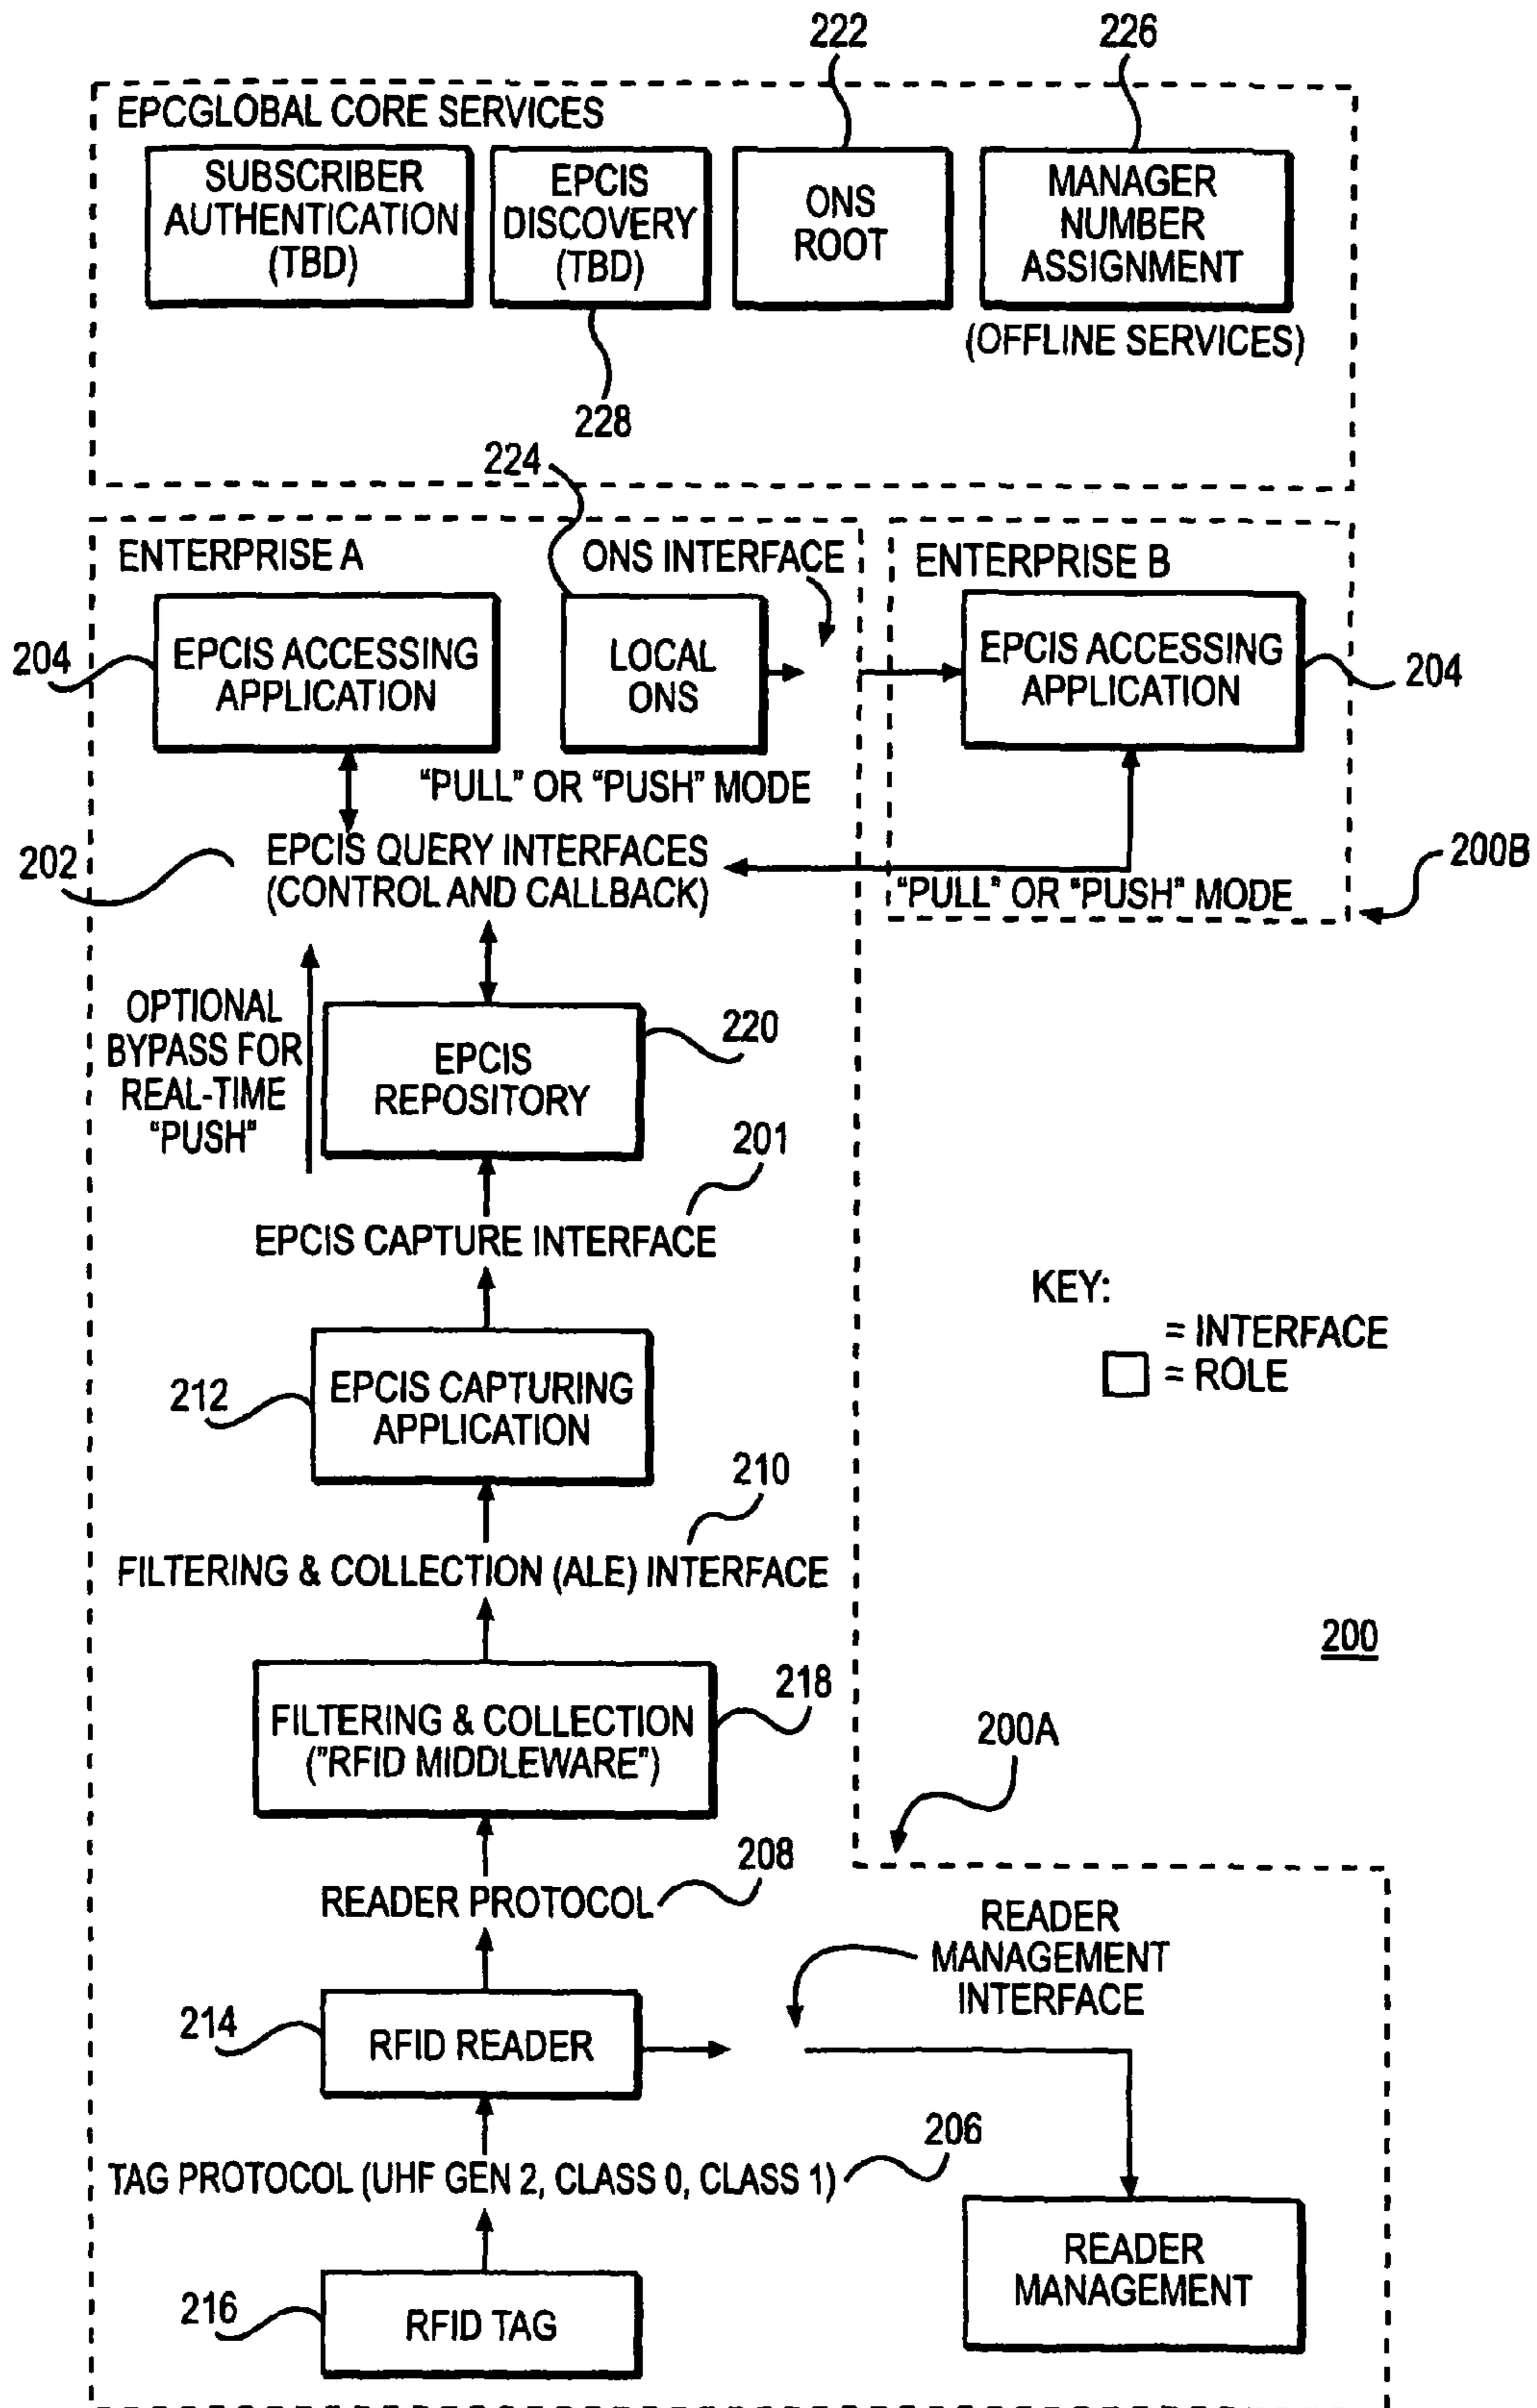 222
226
EPCGLOBAL CORE SERVICES
SUBSCRIBER
AUTHENTICATION
(TBD)
EPCIS
DISCOVERY
(TBD)
ONS
ROOT
MANAGER
NUMBER
ASSIGNMENT
(OFFLINE SERVICES)
228
224
ENTERPRISE A
ONS INTERFACE
ENTERPRISE B
204
EPCIS ACCESSING
APPLICATION
LOCAL
ONS
EPCIS ACCESSING
APPLICATION
204
"PULL" OR "PUSH" MODE
202
EPCIS QUERY INTERFACES
(CONTROL AND CALLBACK)
"PULL" OR "PUSH" MODE
200B
OPTIONAL
BYPASS FOR
REAL-TIME
"PUSH"
EPCIS
REPOSITORY
220
201
EPCIS CAPTURE INTERFACE
KEY:
= INTERFACE
= ROLE
212
EPCIS CAPTURING
APPLICATION
210
FILTERING & COLLECTION (ALE) INTERFACE
200
FILTERING & COLLECTION
("RFID MIDDLEWARE")
218
200A
READER PROTOCOL
208
READER
MANAGEMENT
INTERFACE
214
RFID READER
TAG PROTOCOL (UHF GEN 2, CLASS 0, CLASS 1)
206
READER
MANAGEMENT
216
RFID TAG